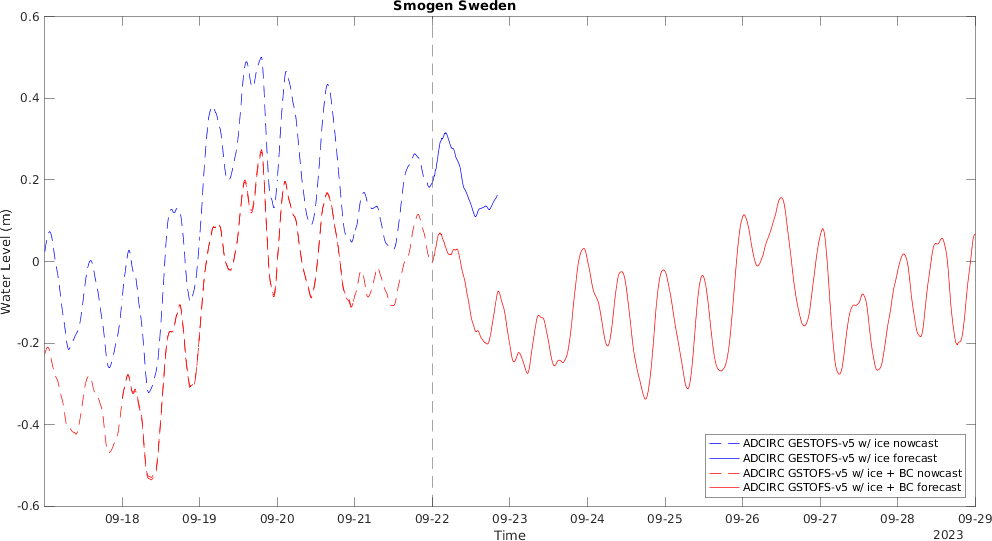 Smogen Sweden
0.6
0.4
0.2
0
-0.2
-0.4
-0.6
Water Level (m)
ADCIRC GESTOFS-v5 w/ ice nowcast
ADCIRC GESTOFS-v5 w/ ice forecast
ADCIRC GSTOFS-v5 w/ ice + BC nowcast
ADCIRC GSTOFS-v5 w/ ice + BC forecast
09-18 09-19 09-20 09-21 09-22 09-23 09-24 09-25 09-26 09-27 09-28 09-29
Time
2023